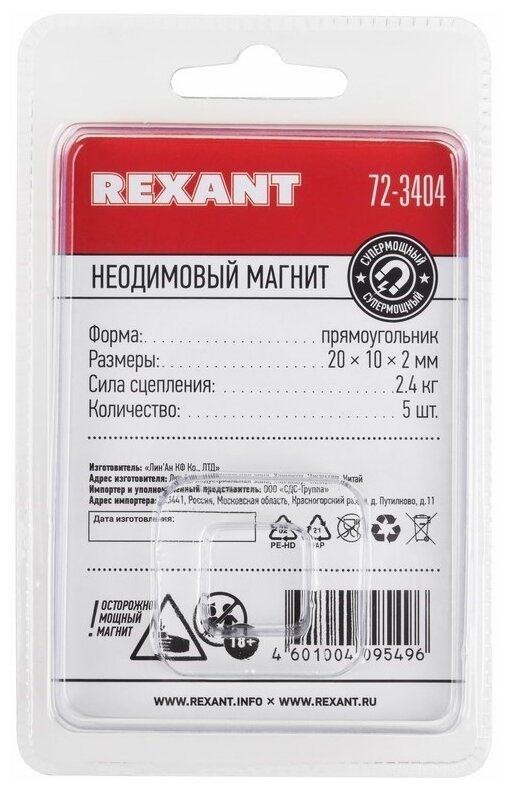 REXANT 72-3404
НЕОДИМОВЫЙ МАГНИТ
СУПЕРМОЩНЫЙ
СУПЕРМОЩНЫЙ
Форма: прямоугольник
Размеры: 20 × 10 × 2 мм
Сила сцепления: 2.4 кг
Количество: 5 шт.
Изготовитель: «Лин'Ан КФ Ко., ЛТД»
Адрес изготовителя: Китай
Импортер и уполномоченный представитель: ООО «СДС-Группа»
Адрес импортера: 3441, Россия, Московская область, Красногорский район, д. Путилково, д.11
Дата изготовления:
02 21
PE-HD PAP
! ОСТОРОЖНО
МОЩНЫЙ
МАГНИТ
18+
4 601004 095496
WWW.REXANT.INFO × WWW.REXANT.RU